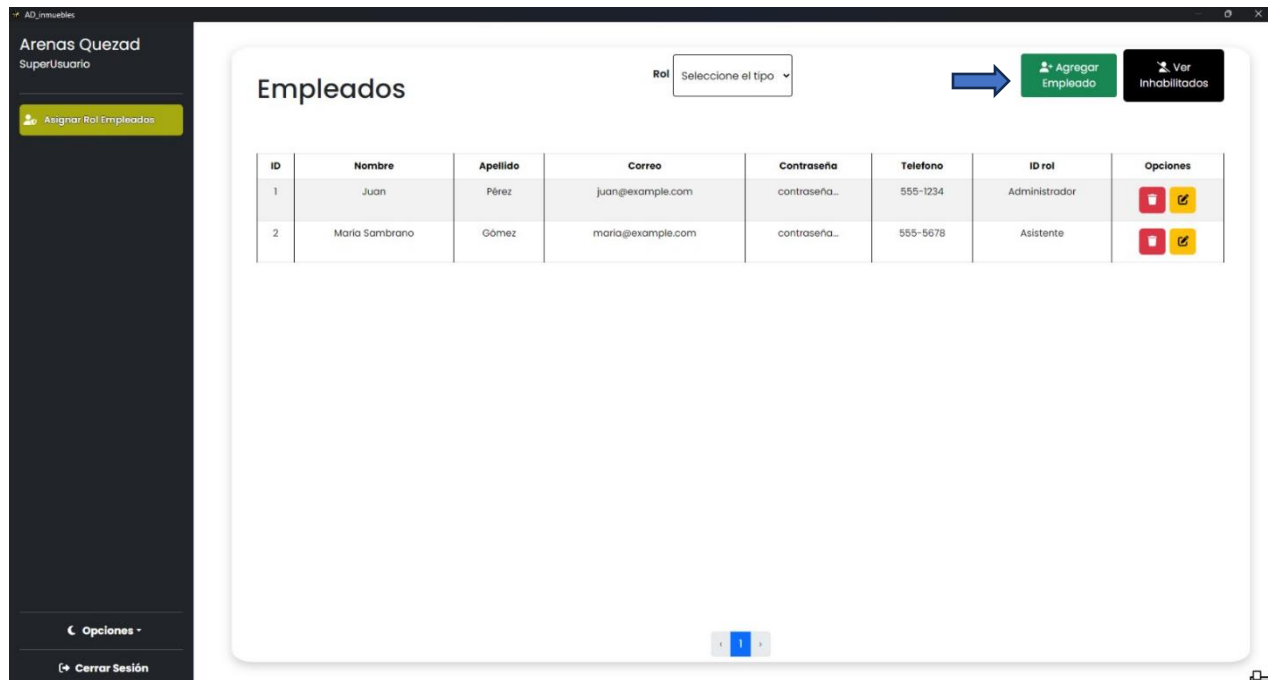 AD_inmuebles
Arenas Quezad
SuperUsuario
Asignar Rol Empleados
Opciones
Cerrar Sesión
Empleados
Rol Seleccione el tipo
Agregar
Empleado
Ver
Inhabilitados
ID Nombre Apellido Correo Contraseña Telefono ID rol Opciones
1 Juan Pérez juan@example.com contraseña... 555-1234 Administrador
2 Maria Sambrano Gómez maria@example.com contraseña... 555-5678 Asistente
‹ 1 ›